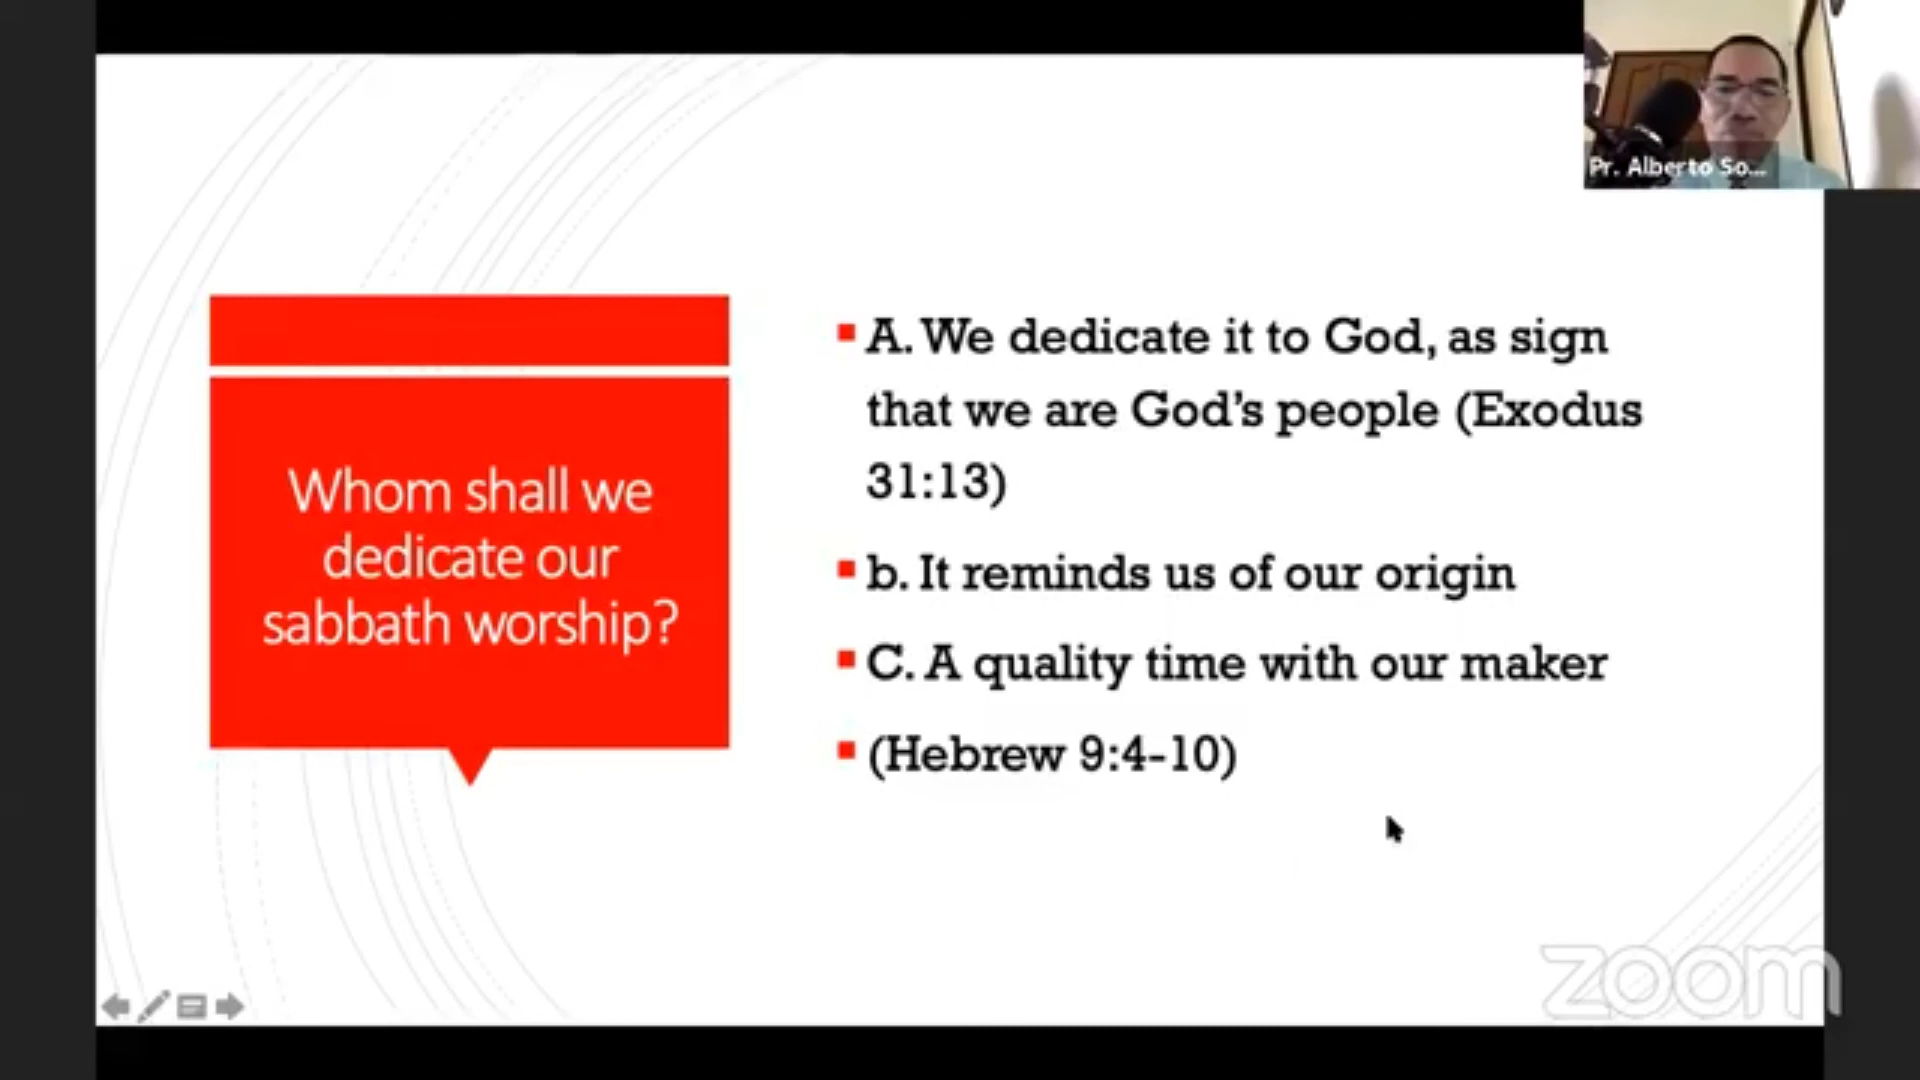 Pr. Alberto So...
Whom shall we
dedicate our
sabbath worship?
A. We dedicate it to God, as sign
that we are God's people (Exodus
31:13)
b. It reminds us of our origin
C. A quality time with our maker
(Hebrew 9:4-10)
zoom